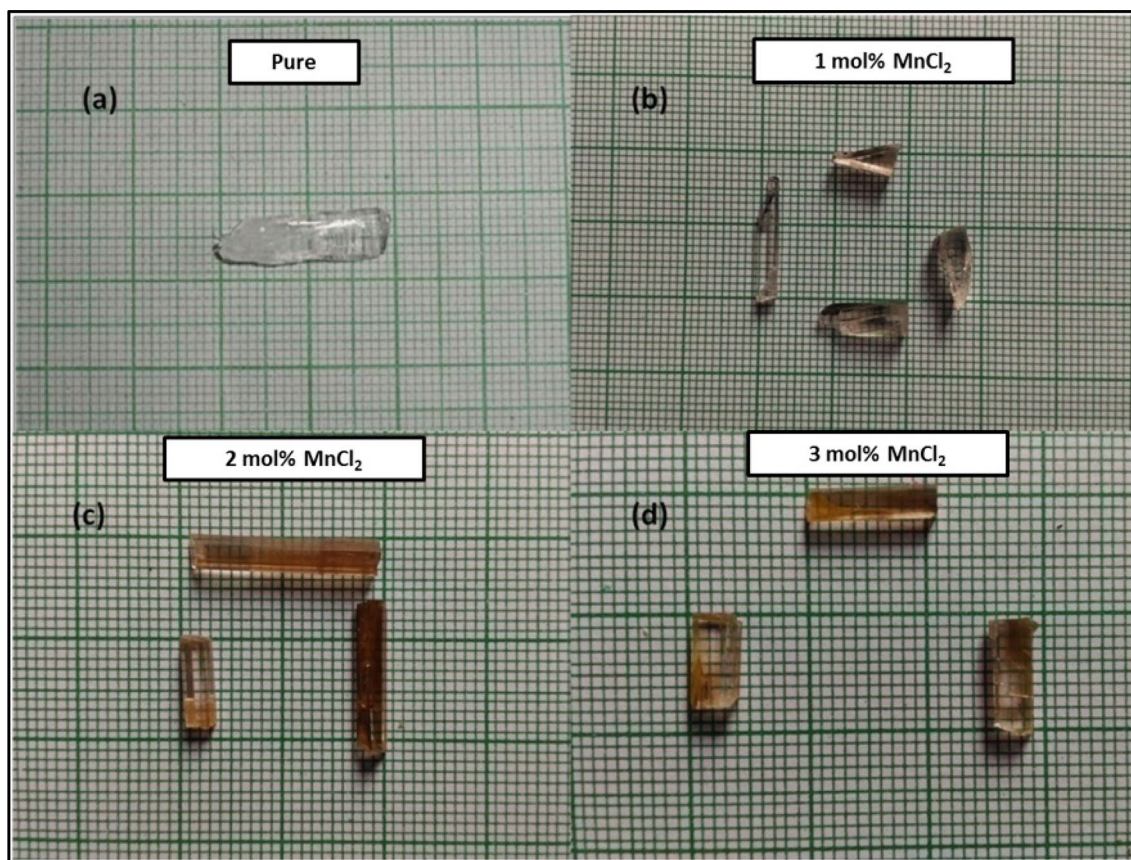 Pure
(a)
1 mol% MnCl₂
(b)
2 mol% MnCl₂
(c)
3 mol% MnCl₂
(d)